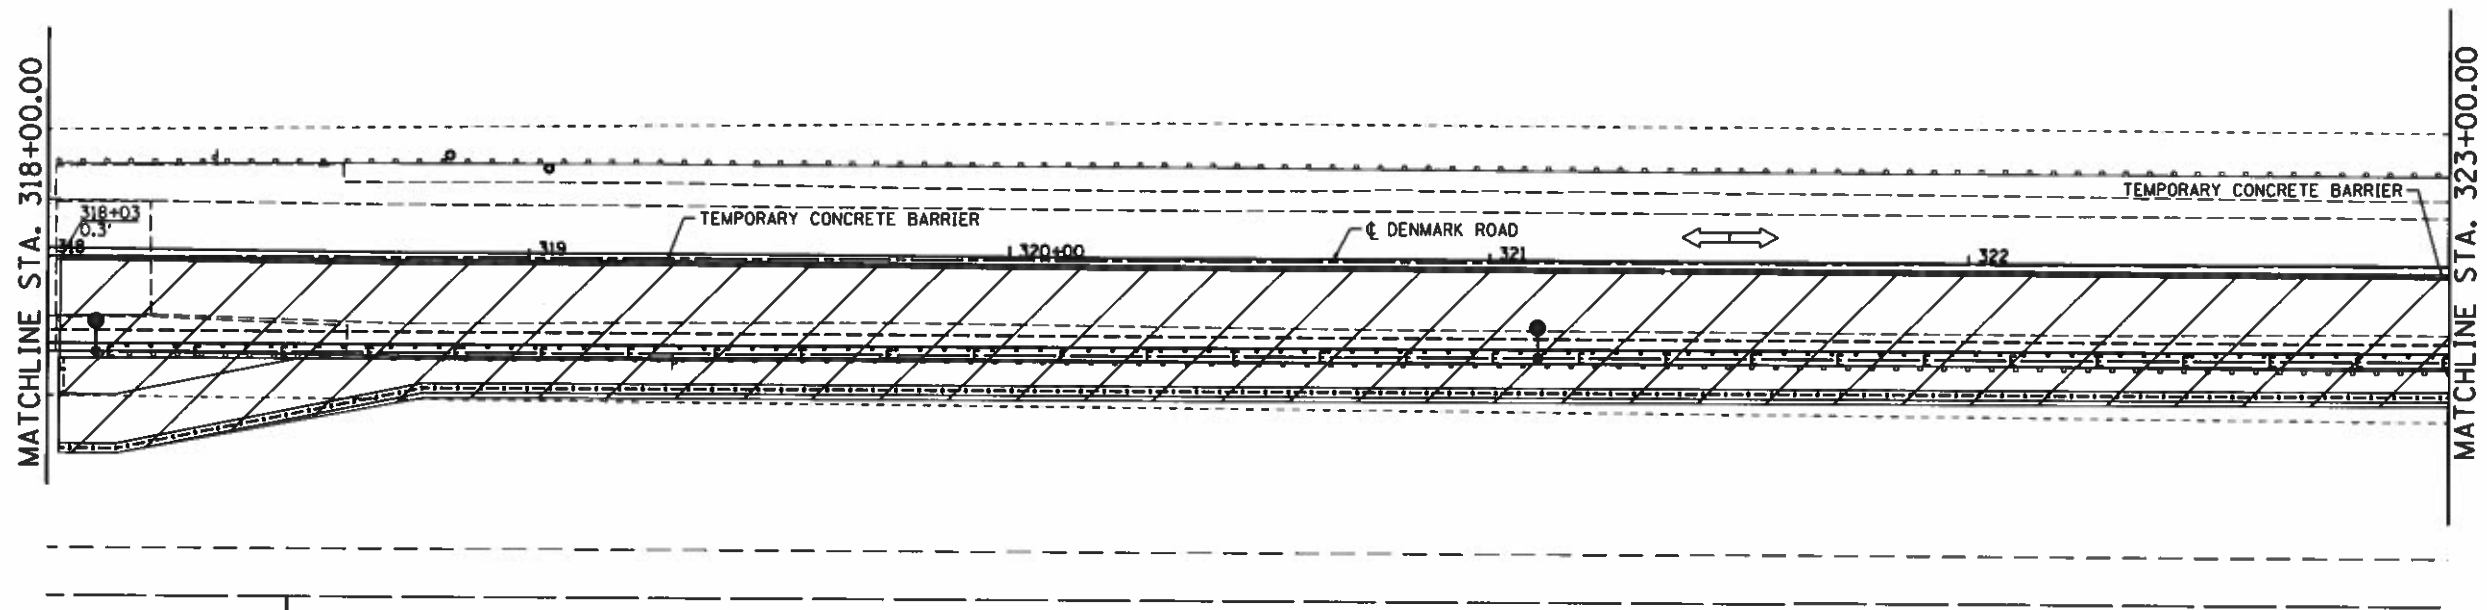 MATCHLINE STA. 318+00.00
318+03
0.3'
318
319
TEMPORARY CONCRETE BARRIER
320+00
℄ DENMARK ROAD
321
322
TEMPORARY CONCRETE BARRIER
MATCHLINE STA. 323+00.00